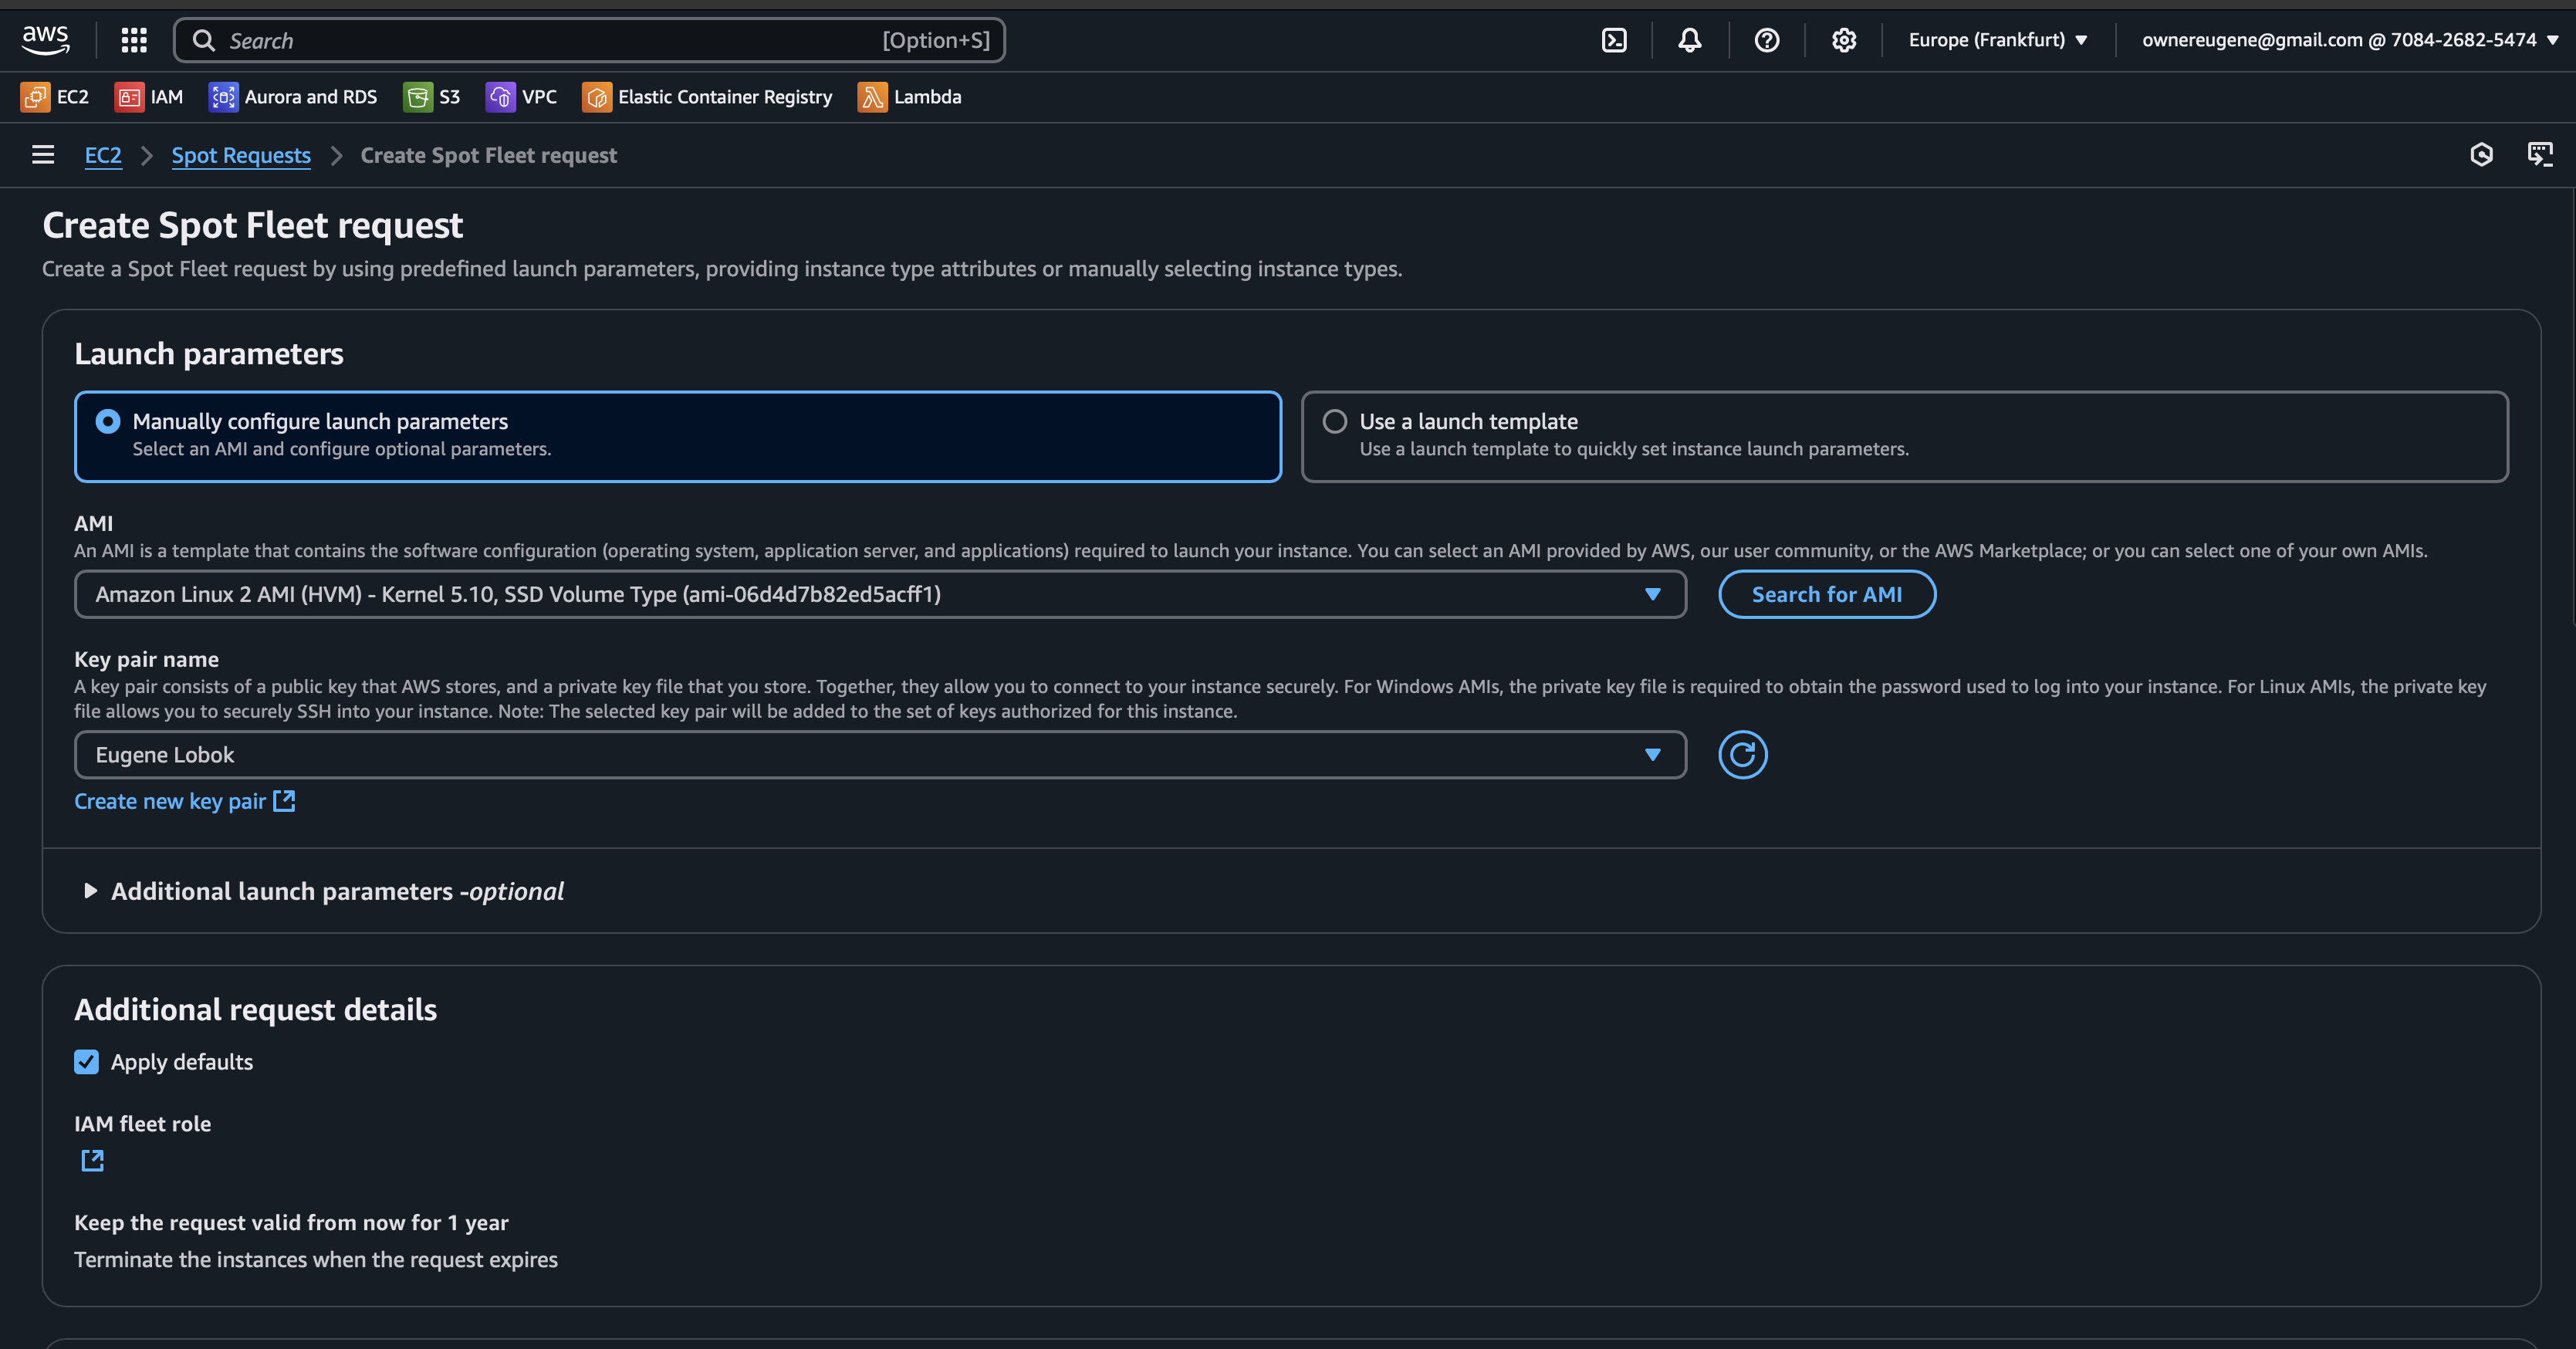 aws
Search [Option+S]
Europe (Frankfurt)
ownereugene@gmail.com @ 7084-2682-5474
EC2 IAM Aurora and RDS S3 VPC Elastic Container Registry Lambda
EC2 Spot Requests Create Spot Fleet request
Create Spot Fleet request
Create a Spot Fleet request by using predefined launch parameters, providing instance type attributes or manually selecting instance types.
Launch parameters
Manually configure launch parameters
Select an AMI and configure optional parameters.
Use a launch template
Use a launch template to quickly set instance launch parameters.
AMI
An AMI is a template that contains the software configuration (operating system, application server, and applications) required to launch your instance. You can select an AMI provided by AWS, our user community, or the AWS Marketplace; or you can select one of your own AMIs.
Amazon Linux 2 AMI (HVM) - Kernel 5.10, SSD Volume Type (ami-06d4d7b82ed5acff1)
Search for AMI
Key pair name
A key pair consists of a public key that AWS stores, and a private key file that you store. Together, they allow you to connect to your instance securely. For Windows AMIs, the private key file is required to obtain the password used to log into your instance. For Linux AMIs, the private key
file allows you to securely SSH into your instance. Note: The selected key pair will be added to the set of keys authorized for this instance.
Eugene Lobok
Create new key pair
Additional launch parameters -optional
Additional request details
Apply defaults
IAM fleet role
Keep the request valid from now for 1 year
Terminate the instances when the request expires